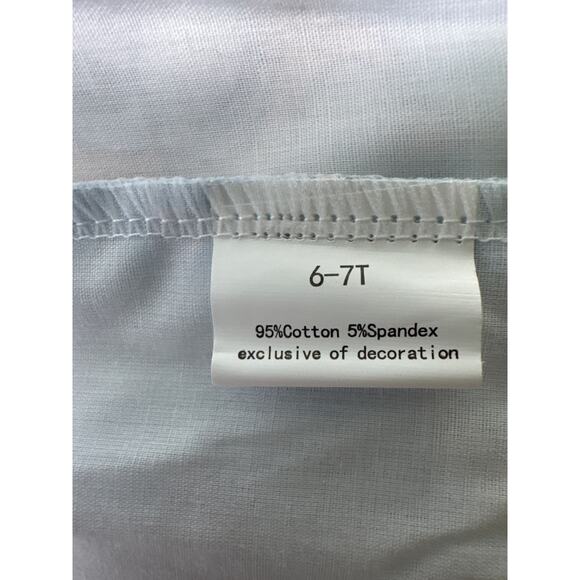 6-7T
95%Cotton 5%Spandex
exclusive of decoration